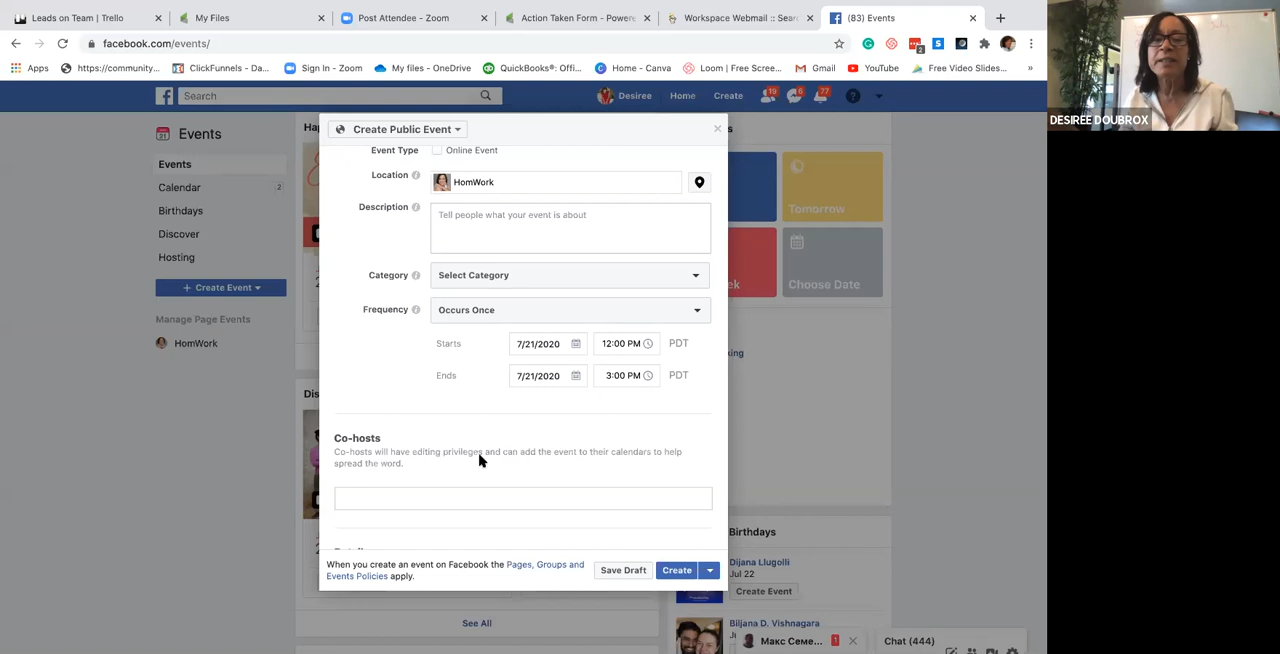 Leads on Team | Trello
My Files
Post Attendee - Zoom
Action Taken Form - Powere
Workspace Webmail :: Sear
(83) Events
facebook.com/events/
Apps
https://community...
ClickFunnels - Da...
Sign In - Zoom
My files - OneDrive
QuickBooks®: Offi...
Home - Canva
Loom | Free Scree...
Gmail
YouTube
Free Video Slides...
»
DESIREE DOUBROX
Search
Desiree
Home
Create
19
6
77
Events
Events
Calendar
2
Birthdays
Discover
Hosting
+ Create Event
Manage Page Events
HomWork
Create Public Event
Event Type
Online Event
Location
HomWork
Description
Tell people what your event is about
Category
Select Category
Frequency
Occurs Once
Starts
7/21/2020
12:00 PM
PDT
Ends
7/21/2020
3:00 PM
PDT
Co-hosts
Co-hosts will have editing privileges and can add the event to their calendars to help
spread the word.
When you create an event on Facebook the Pages, Groups and
Events Policies apply.
Save Draft
Create
Tomorrow
Choose Date
Birthdays
Dijana Llugolli
Jul 22
Create Event
Biljana D. Vishnagara
Макс Семе...
1
Chat (444)
See All